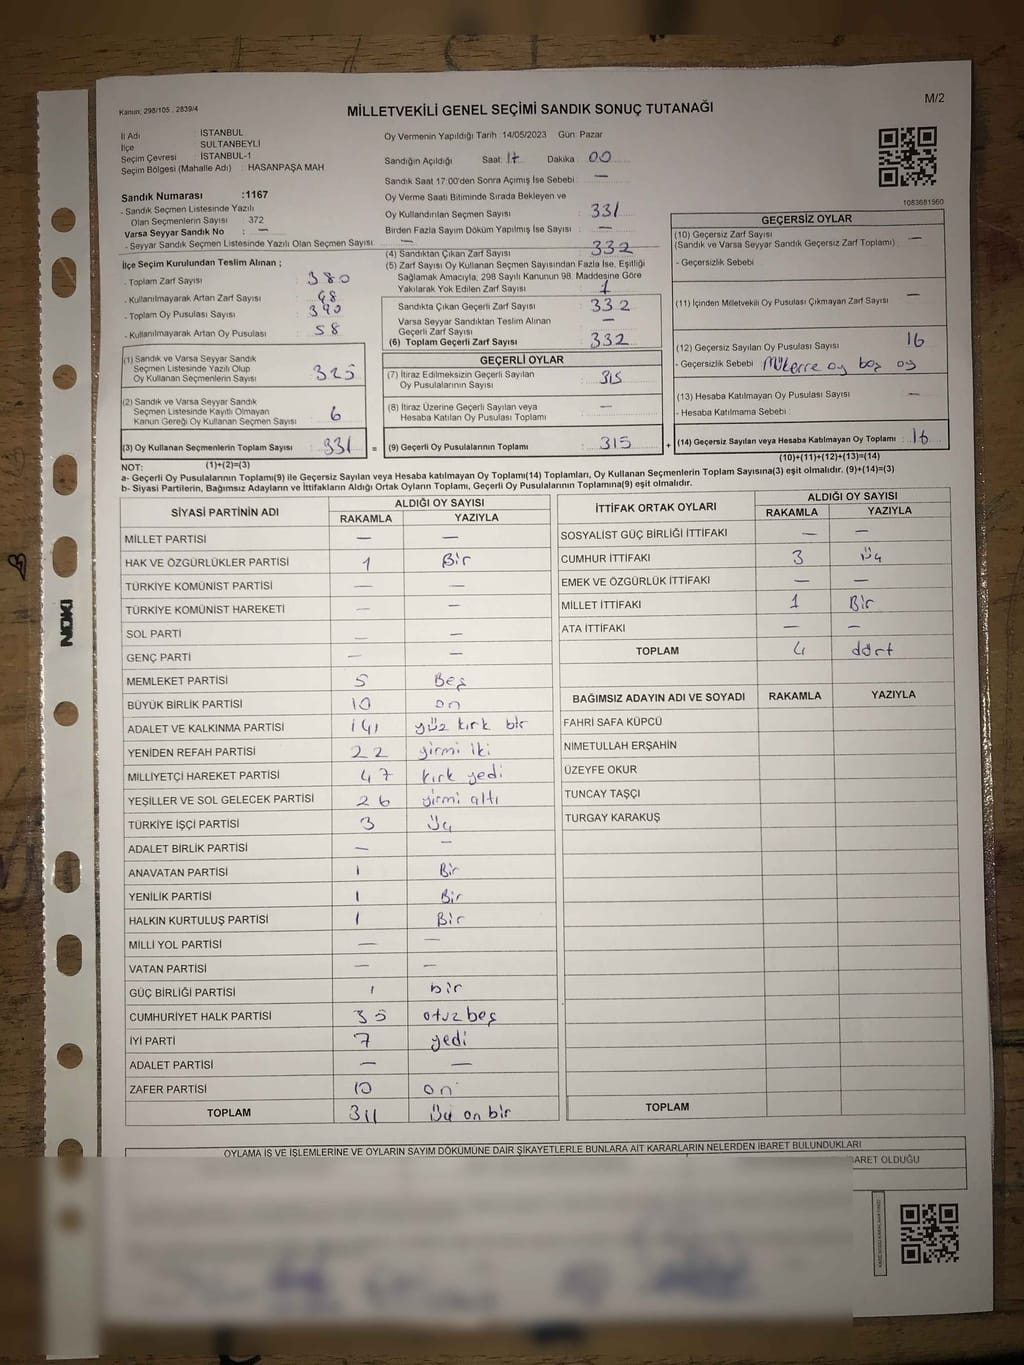 Kanun: 298/105 , 2839/4
MİLLETVEKİLİ GENEL SEÇİMİ SANDIK SONUÇ TUTANAĞI
M/2
İl Adı : İSTANBUL
İlçe : SULTANBEYLİ
Seçim Çevresi : İSTANBUL-1
Seçim Bölgesi (Mahalle Adı) : HASANPAŞA MAH
Sandık Numarası :1167
- Sandık Seçmen Listesinde Yazılı
Olan Seçmenlerin Sayısı : 372
Varsa Seyyar Sandık No : —
- Seyyar Sandık Seçmen Listesinde Yazılı Olan Seçmen Sayısı: —
Oy Vermenin Yapıldığı Tarih :14/05/2023 Gün: Pazar
Sandığın Açıldığı Saat: 17 Dakika : 00
Sandık Saat 17:00'den Sonra Açımış İse Sebebi : —
Oy Verme Saati Bitiminde Sırada Bekleyen ve
Oy Kullandırılan Seçmen Sayısı : 331
Birden Fazla Sayım Döküm Yapılmış İse Sayısı : —
1083681560
İlçe Seçim Kurulundan Teslim Alınan ;
- Toplam Zarf Sayısı : 380
- Kullanılmayarak Artan Zarf Sayısı : 48
- Toplam Oy Pusulası Sayısı : 390
- Kullanılmayarak Artan Oy Pusulası : 58
(4) Sandıktan Çıkan Zarf Sayısı : 332
(5) Zarf Sayısı Oy Kullanan Seçmen Sayısından Fazla İse, Eşitliği
Sağlamak Amacıyla, 298 Sayılı Kanunun 98. Maddesine Göre
Yakılarak Yok Edilen Zarf Sayısı : 1
Sandıkta Çıkan Geçerli Zarf Sayısı : 332
Varsa Seyyar Sandıktan Teslim Alınan
Geçerli Zarf Sayısı : —
(6) Toplam Geçerli Zarf Sayısı : 332
GEÇERSİZ OYLAR
(10) Geçersiz Zarf Sayısı
(Sandık ve Varsa Seyyar Sandık Geçersiz Zarf Toplamı) : —
- Geçersizlik Sebebi
(11) İçinden Milletvekili Oy Pusulası Çıkmayan Zarf Sayısı : —
(12) Geçersiz Sayılan Oy Pusulası Sayısı : 16
- Geçersizlik Sebebi : oy boş oy
(13) Hesaba Katılmayan Oy Pusulası Sayısı : —
- Hesaba Katılmama Sebebi :
(14) Geçersiz Sayılan veya Hesaba Katılmayan Oy Toplamı : 16
(10)+(11)+(12)+(13)=(14)
(1) Sandık ve Varsa Seyyar Sandık
Seçmen Listesinde Yazılı Olup
Oy Kullanan Seçmenlerin Sayısı : 325
(2) Sandık ve Varsa Seyyar Sandık
Seçmen Listesinde Kayıtlı Olmayan
Kanun Gereği Oy Kullanan Seçmen Sayısı : 6
(3) Oy Kullanan Seçmenlerin Toplam Sayısı : 331 =
(1)+(2)=(3)
GEÇERLİ OYLAR
(7) İtiraz Edilmeksizin Geçerli Sayılan
Oy Pusulalarının Sayısı : 315
(8) İtiraz Üzerine Geçerli Sayılan veya
Hesaba Katılan Oy Pusulası Toplamı : —
(9) Geçerli Oy Pusulalarının Toplamı : 315 +
NOT:
a- Geçerli Oy Pusulalarının Toplamı(9) ile Geçersiz Sayılan veya Hesaba katılmayan Oy Toplamı(14) Toplamları, Oy Kullanan Seçmenlerin Toplam Sayısına(3) eşit olmalıdır. (9)+(14)=(3)
b- Siyasi Partilerin, Bağımsız Adayların ve İttifakların Aldığı Ortak Oyların Toplamı, Geçerli Oy Pusulalarının Toplamına(9) eşit olmalıdır.
SİYASİ PARTİNİN ADI ALDIĞI OY SAYISI
RAKAMLA YAZIYLA
MİLLET PARTİSİ — —
HAK VE ÖZGÜRLÜKLER PARTİSİ 1 Bir
TÜRKİYE KOMÜNİST PARTİSİ — —
TÜRKİYE KOMÜNİST HAREKETİ — —
SOL PARTİ — —
GENÇ PARTİ — —
MEMLEKET PARTİSİ 5 Beş
BÜYÜK BİRLİK PARTİSİ 10 on
ADALET VE KALKINMA PARTİSİ 141 yüz kırk bir
YENİDEN REFAH PARTİSİ 22 yirmi iki
MİLLİYETÇİ HAREKET PARTİSİ 47 kırk yedi
YEŞİLLER VE SOL GELECEK PARTİSİ 26 yirmi altı
TÜRKİYE İŞÇİ PARTİSİ 3 Üç
ADALET BİRLİK PARTİSİ — —
ANAVATAN PARTİSİ 1 Bir
YENİLİK PARTİSİ 1 Bir
HALKIN KURTULUŞ PARTİSİ 1 Bir
MİLLİ YOL PARTİSİ — —
VATAN PARTİSİ — —
GÜÇ BİRLİĞİ PARTİSİ 1 bir
CUMHURİYET HALK PARTİSİ 35 otuz beş
İYİ PARTİ 7 yedi
ADALET PARTİSİ — —
ZAFER PARTİSİ 10 on
TOPLAM 311 Üç on bir
İTTİFAK ORTAK OYLARI ALDIĞI OY SAYISI
RAKAMLA YAZIYLA
SOSYALİST GÜÇ BİRLİĞİ İTTİFAKI — —
CUMHUR İTTİFAKI 3 Üç
EMEK VE ÖZGÜRLÜK İTTİFAKI — —
MİLLET İTTİFAKI 1 Bir
ATA İTTİFAKI — —
TOPLAM 4 dört
BAĞIMSIZ ADAYIN ADI VE SOYADI RAKAMLA YAZIYLA
FAHRİ SAFA KÜPCÜ
NİMETULLAH ERŞAHİN
ÜZEYFE OKUR
TUNCAY TAŞÇI
TURGAY KARAKUŞ
TOPLAM
OYLAMA İŞ VE İŞLEMLERİNE VE OYLARIN SAYIM DÖKÜMÜNE DAİR ŞİKAYETLERLE BUNLARA AİT KARARLARIN NELERDEN İBARET BULUNDUKLARI
BARET OLDUĞU